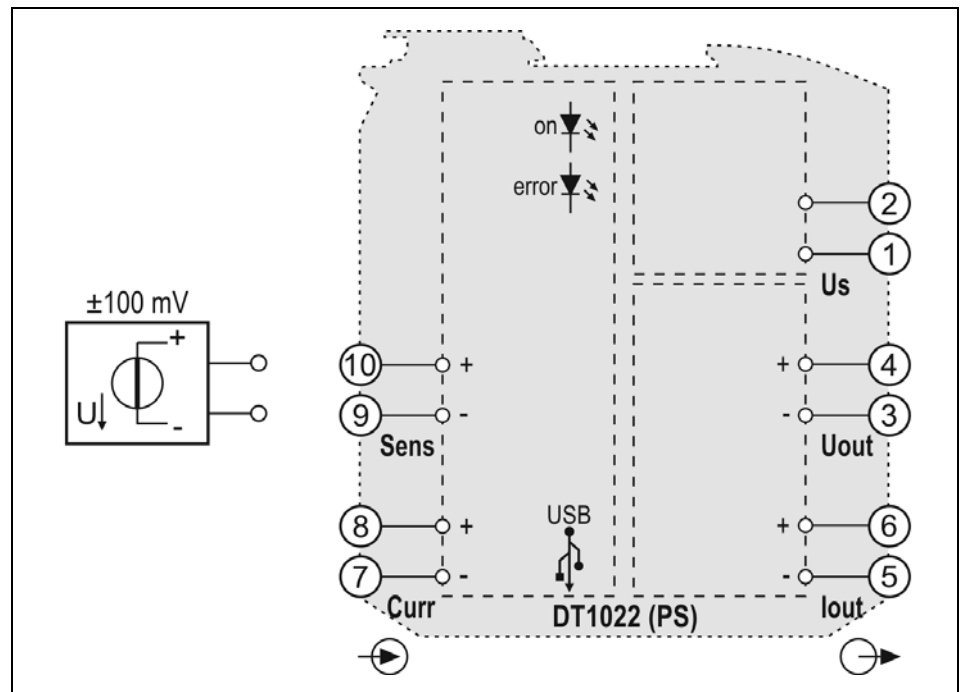 on
error
2
1
Us
±100 mV
+
U
-
10 +
9 -
Sens
+ 4
- 3
Uout
8 +
7 -
Curr
USB
+ 6
- 5
Iout
DT1022 (PS)